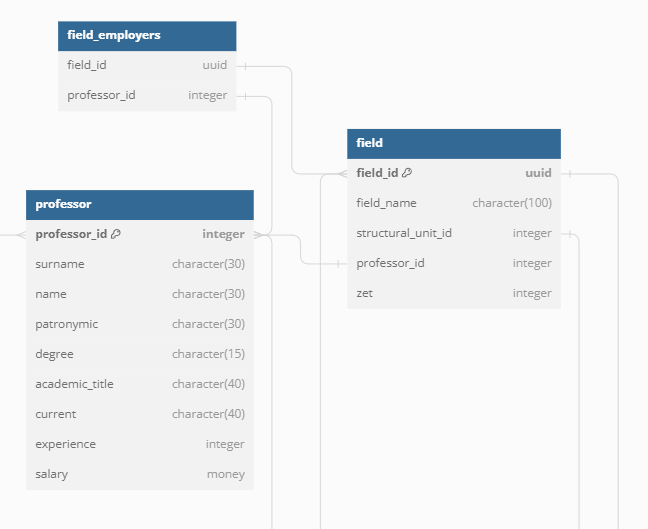 field_employers
field_id uuid
professor_id integer
field
field_id uuid
field_name character(100)
structural_unit_id integer
professor_id integer
zet integer
professor
professor_id integer
surname character(30)
name character(30)
patronymic character(30)
degree character(15)
academic_title character(40)
current character(40)
experience integer
salary money